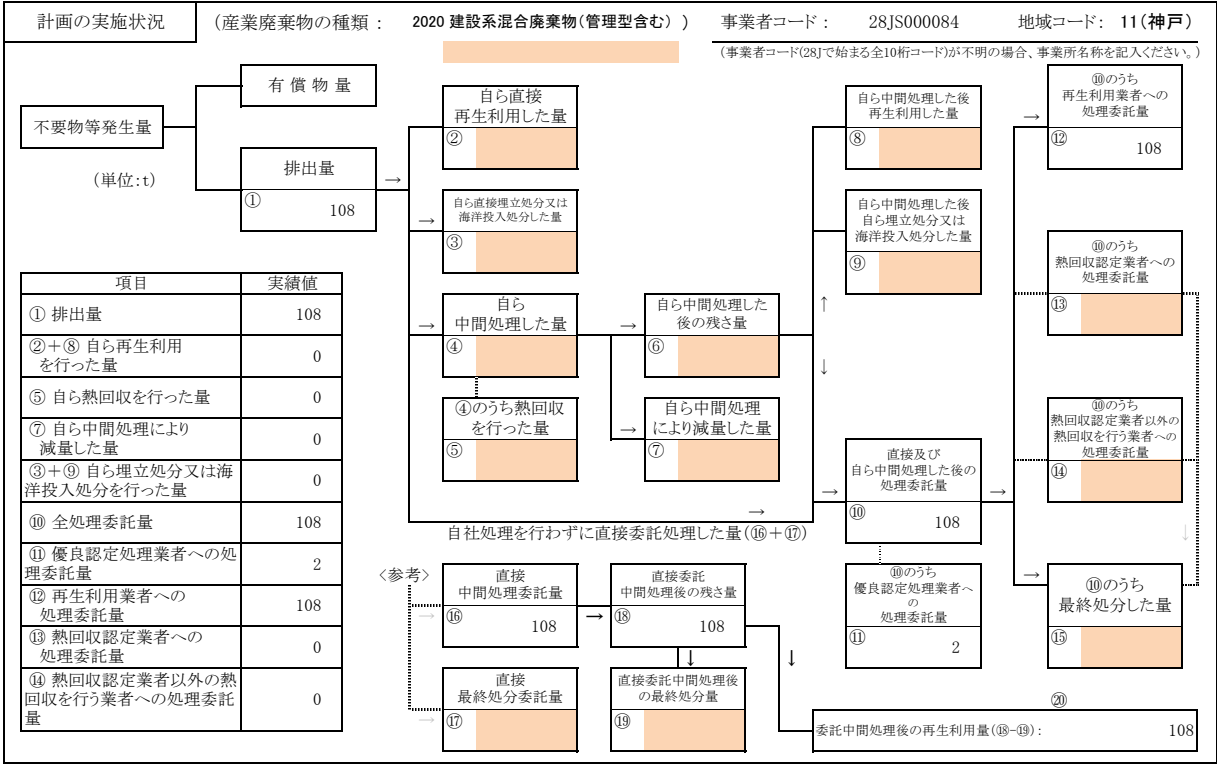 計画の実施状況
(産業廃棄物の種類： 2020 建設系混合廃棄物(管理型含む) )
事業者コード： 28JS000084
地域コード： 11(神戸)
(事業者コード(28Jで始まる全10桁コード)が不明の場合、事業所名称を記入ください。)
不要物等発生量
(単位:t)
有 償 物 量
排出量
①
108
→
自ら直接
再生利用した量
②
→
自ら直接埋立処分又は
海洋投入処分した量
③
→
自ら
中間処理した量
④
④のうち熱回収
を行った量
⑤
→
自ら中間処理した
後の残さ量
⑥
→
自ら中間処理
により減量した量
⑦
自ら中間処理した後
再生利用した量
⑧
自ら中間処理した後
自ら埋立処分又は
海洋投入処分した量
⑨
↑
↓
→
自社処理を行わずに直接委託処理した量(⑯＋⑰)
→
直接及び
自ら中間処理した後の
処理委託量
⑩
108
→
⑩のうち
優良認定処理業者へ
の
処理委託量
⑪
2
→
⑩のうち
再生利用業者への
処理委託量
⑫
108
⑩のうち
熱回収認定業者への
処理委託量
⑬
⑩のうち
熱回収認定業者以外の
熱回収を行う業者への
処理委託量
⑭
↓
→
⑩のうち
最終処分した量
⑮
項目 実績値
① 排出量 108
②＋⑧ 自ら再生利用
を行った量
0
⑤ 自ら熱回収を行った量 0
⑦ 自ら中間処理により
減量した量
0
③＋⑨ 自ら埋立処分又は海
洋投入処分を行った量
0
⑩ 全処理委託量 108
⑪ 優良認定処理業者への処
理委託量
2
⑫ 再生利用業者への
処理委託量
108
⑬ 熱回収認定業者への
処理委託量
0
⑭ 熱回収認定業者以外の熱
回収を行う業者への処理委託
量
0
〈参考〉
→
直接
中間処理委託量
⑯
108
→
直接委託
中間処理後の残さ量
⑱
108
↓
↓
→
直接
最終処分委託量
⑰
直接委託中間処理後
の最終処分量
⑲
⑳
委託中間処理後の再生利用量(⑱-⑲)： 108